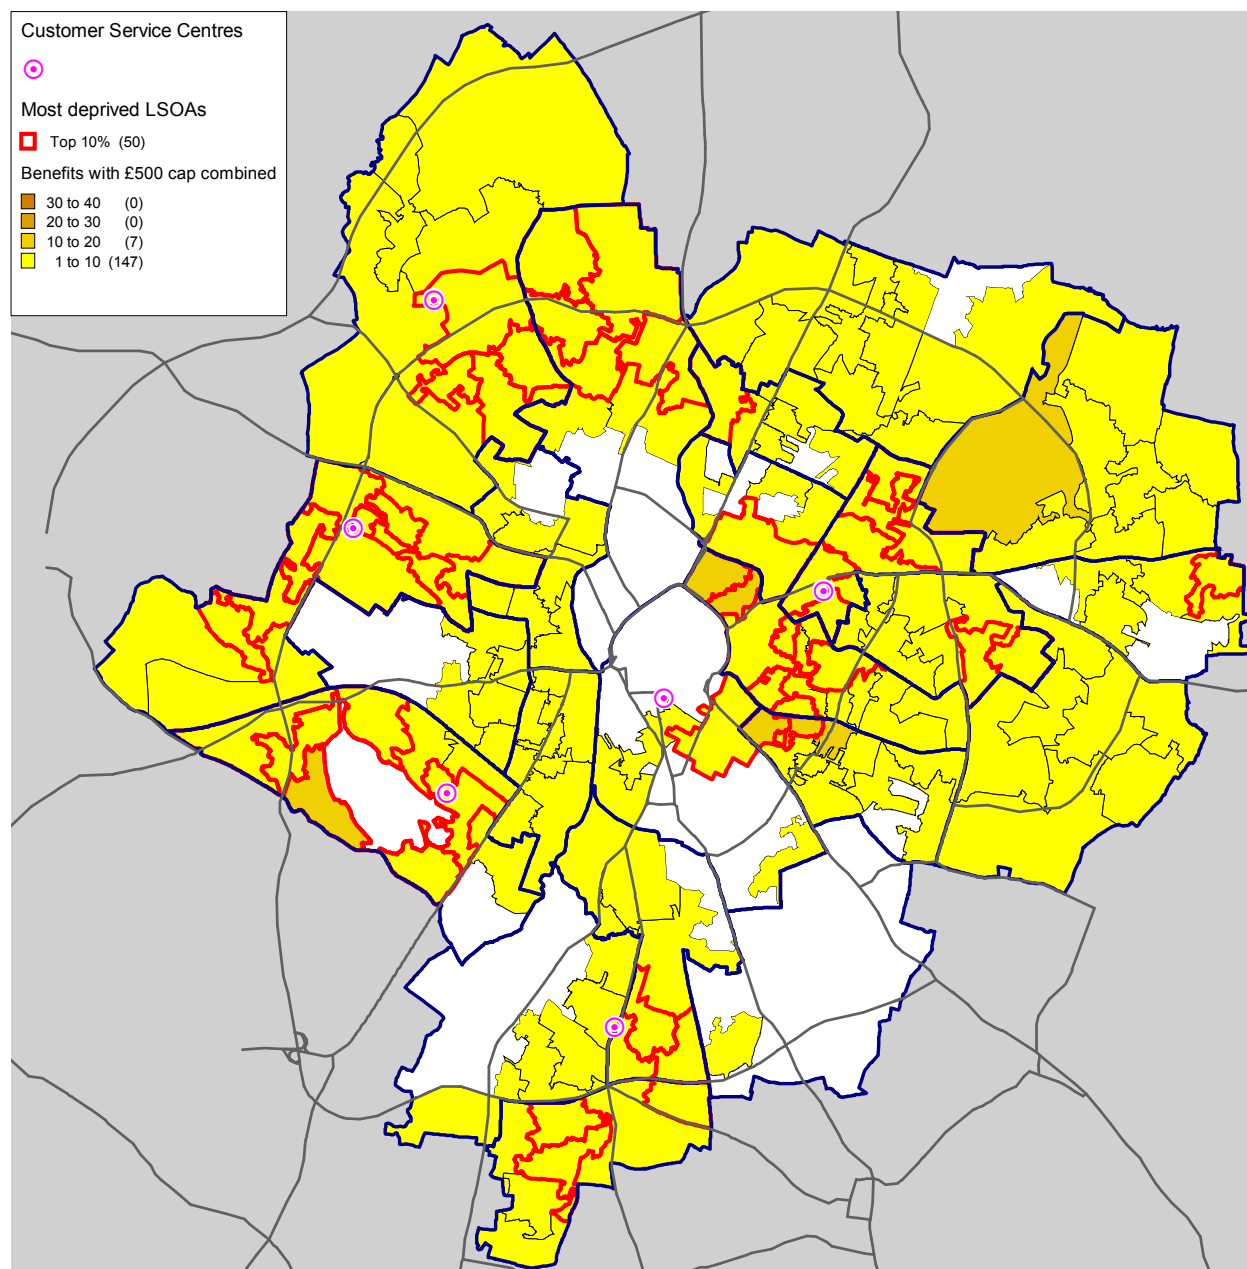 Customer Service Centres
Most deprived LSOAs
Top 10% (50)
Benefits with £500 cap combined
30 to 40 (0)
20 to 30 (0)
10 to 20 (7)
1 to 10 (147)